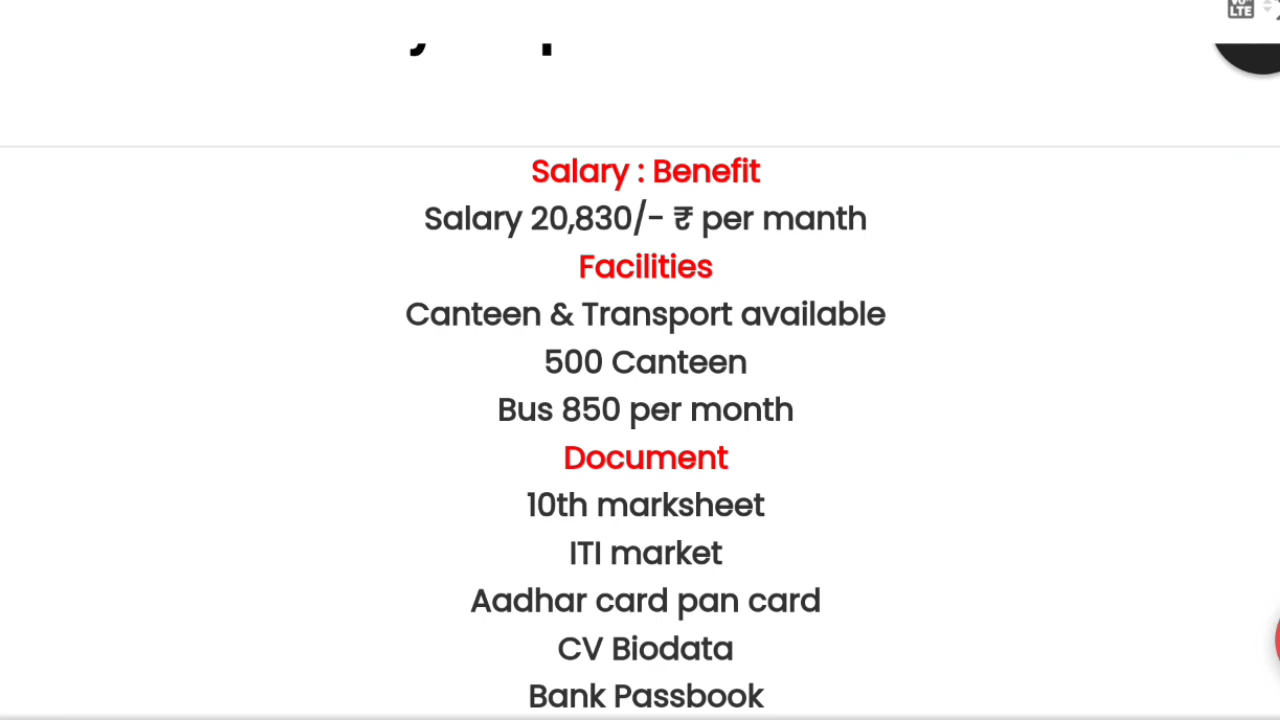 VoLTE
Salary : Benefit
Salary 20,830/- ₹ per manth
Facilities
Canteen & Transport available
500 Canteen
Bus 850 per month
Document
10th marksheet
ITI market
Aadhar card pan card
CV Biodata
Bank Passbook